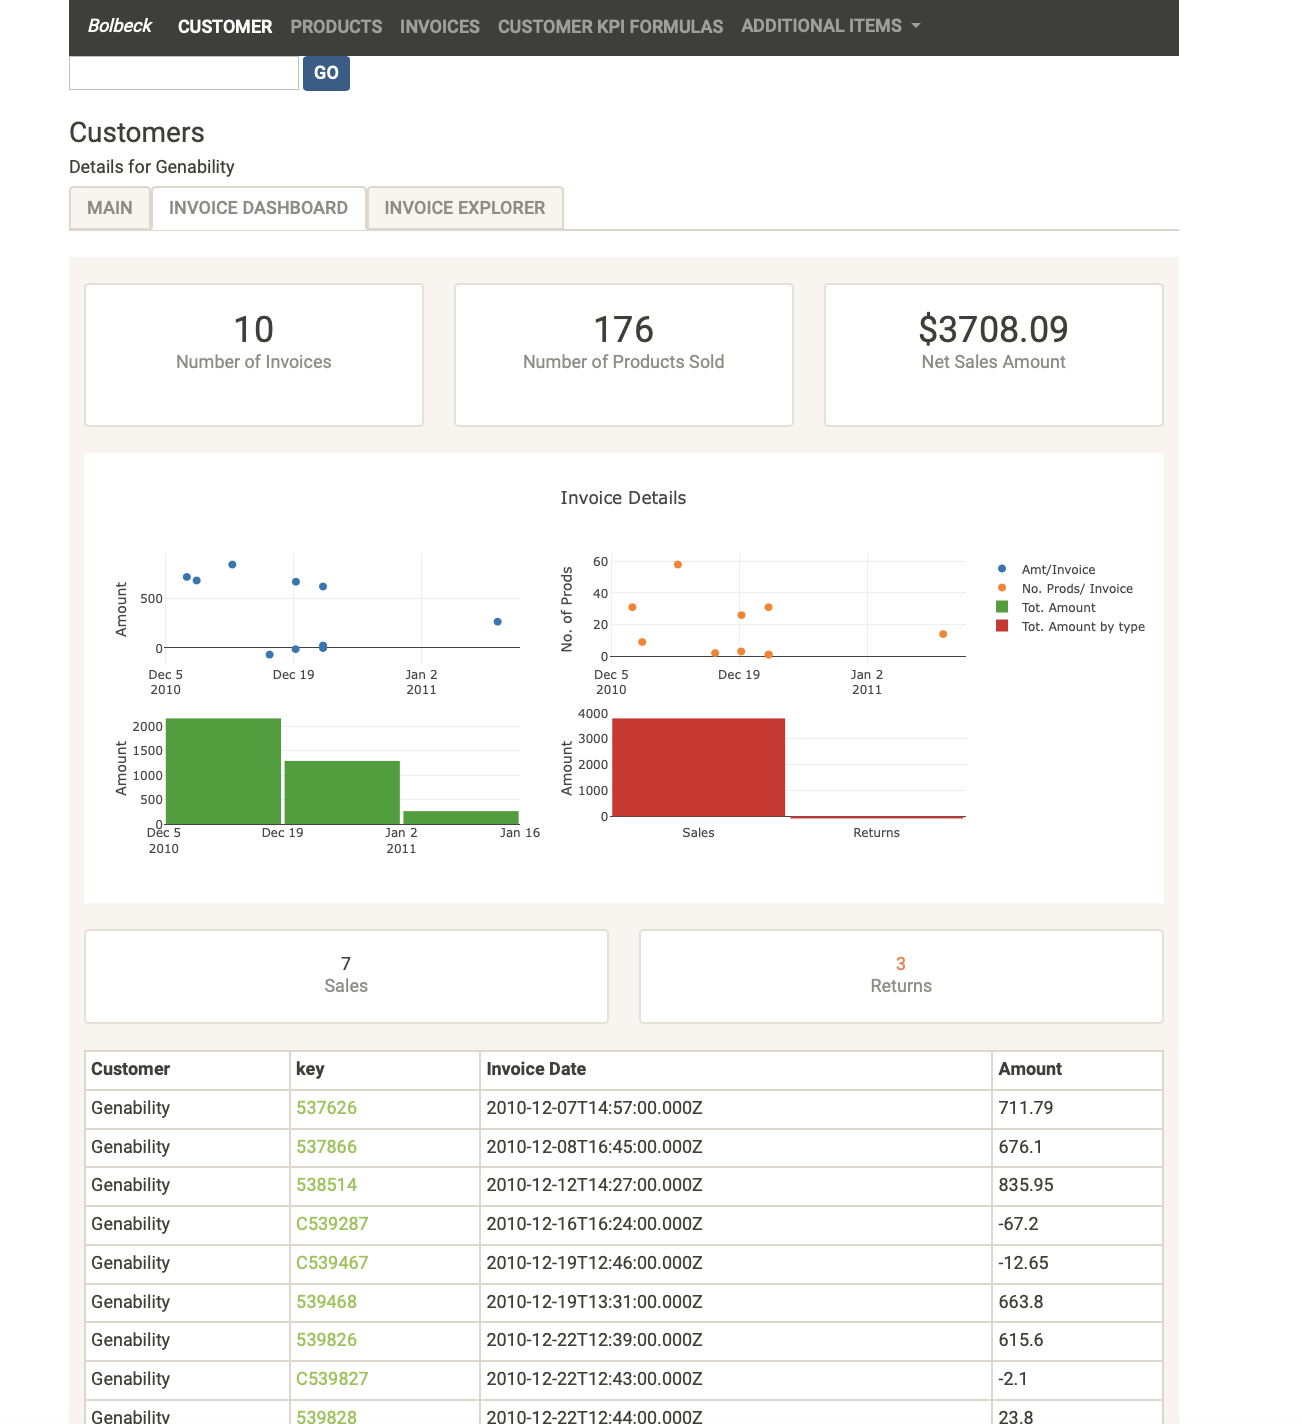 Bolbeck CUSTOMER PRODUCTS INVOICES CUSTOMER KPI FORMULAS ADDITIONAL ITEMS
GO
Customers
Details for Genability
MAIN INVOICE DASHBOARD INVOICE EXPLORER
10 176 $3708.09
Number of Invoices Number of Products Sold Net Sales Amount
Invoice Details
Amount
500
0
Dec 5 Dec 19 Jan 2
2010 2011
No. of Prods
60
40
20
0
Dec 5 Dec 19 Jan 2
2010 2011
Amt/Invoice
No. Prods/ Invoice
Tot. Amount
Tot. Amount by type
Amount
2000
1500
1000
500
0
Dec 5 Dec 19 Jan 2 Jan 16
2010 2011
Amount
4000
3000
2000
1000
0
Sales Returns
7 3
Sales Returns
Customer key Invoice Date Amount
Genability 537626 2010-12-07T14:57:00.000Z 711.79
Genability 537866 2010-12-08T16:45:00.000Z 676.1
Genability 538514 2010-12-12T14:27:00.000Z 835.95
Genability C539287 2010-12-16T16:24:00.000Z -67.2
Genability C539467 2010-12-19T12:46:00.000Z -12.65
Genability 539468 2010-12-19T13:31:00.000Z 663.8
Genability 539826 2010-12-22T12:39:00.000Z 615.6
Genability C539827 2010-12-22T12:43:00.000Z -2.1
Genability 539828 2010-12-22T12:44:00.000Z 23.8